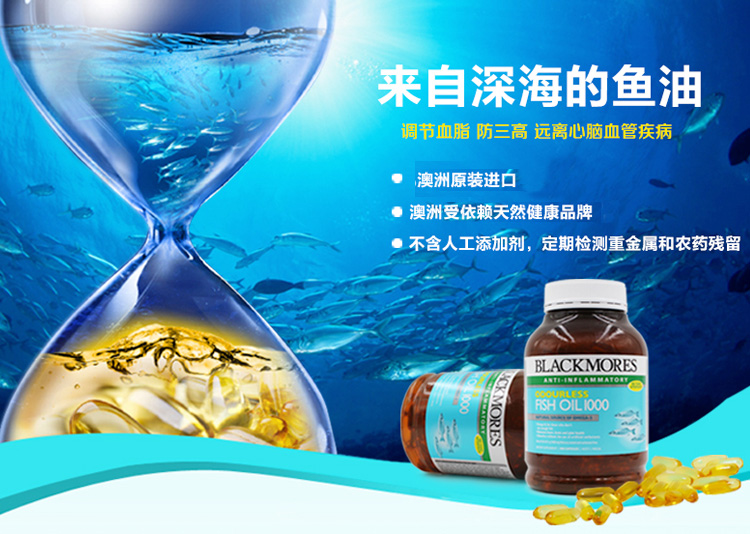 来自深海的鱼油
调节血脂 防三高 远离心脑血管疾病
澳洲原装进口
澳洲受依赖天然健康品牌
不含人工添加剂，定期检测重金属和农药残留
BLACKMORES
ANTI-INFLAMMATORY
ODOURLESS
FISH OIL 1000
BLACKMORES